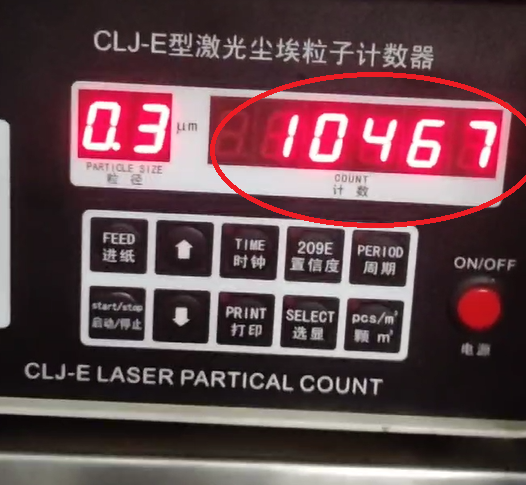 CLJ-E型激光尘埃粒子计数器
0.3 μm 10467
PARTICLE SIZE
粒 径
COUNT
计 数
FEED
进纸
TIME
时钟
209E
置信度
PERIOD
周期
ON/OFF
start/stop
启动/停止
PRINT
打印
SELECT
选显
pcs/m³
颗 m³
电源
CLJ-E LASER PARTICAL COUNT